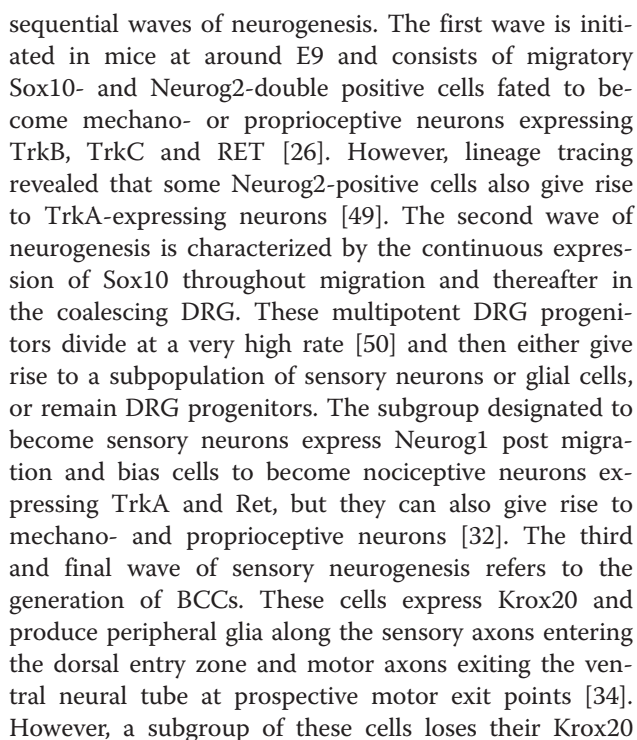 sequential waves of neurogenesis. The first wave is initi-
ated in mice at around E9 and consists of migratory
Sox10- and Neurog2-double positive cells fated to be-
come mechano- or proprioceptive neurons expressing
TrkB, TrkC and RET [26]. However, lineage tracing
revealed that some Neurog2-positive cells also give rise
to TrkA-expressing neurons [49]. The second wave of
neurogenesis is characterized by the continuous expres-
sion of Sox10 throughout migration and thereafter in
the coalescing DRG. These multipotent DRG progeni-
tors divide at a very high rate [50] and then either give
rise to a subpopulation of sensory neurons or glial cells,
or remain DRG progenitors. The subgroup designated to
become sensory neurons express Neurog1 post migra-
tion and bias cells to become nociceptive neurons ex-
pressing TrkA and Ret, but they can also give rise to
mechano- and proprioceptive neurons [32]. The third
and final wave of sensory neurogenesis refers to the
generation of BCCs. These cells express Krox20 and
produce peripheral glia along the sensory axons entering
the dorsal entry zone and motor axons exiting the ven-
tral neural tube at prospective motor exit points [34].
However, a subgroup of these cells loses their Krox20